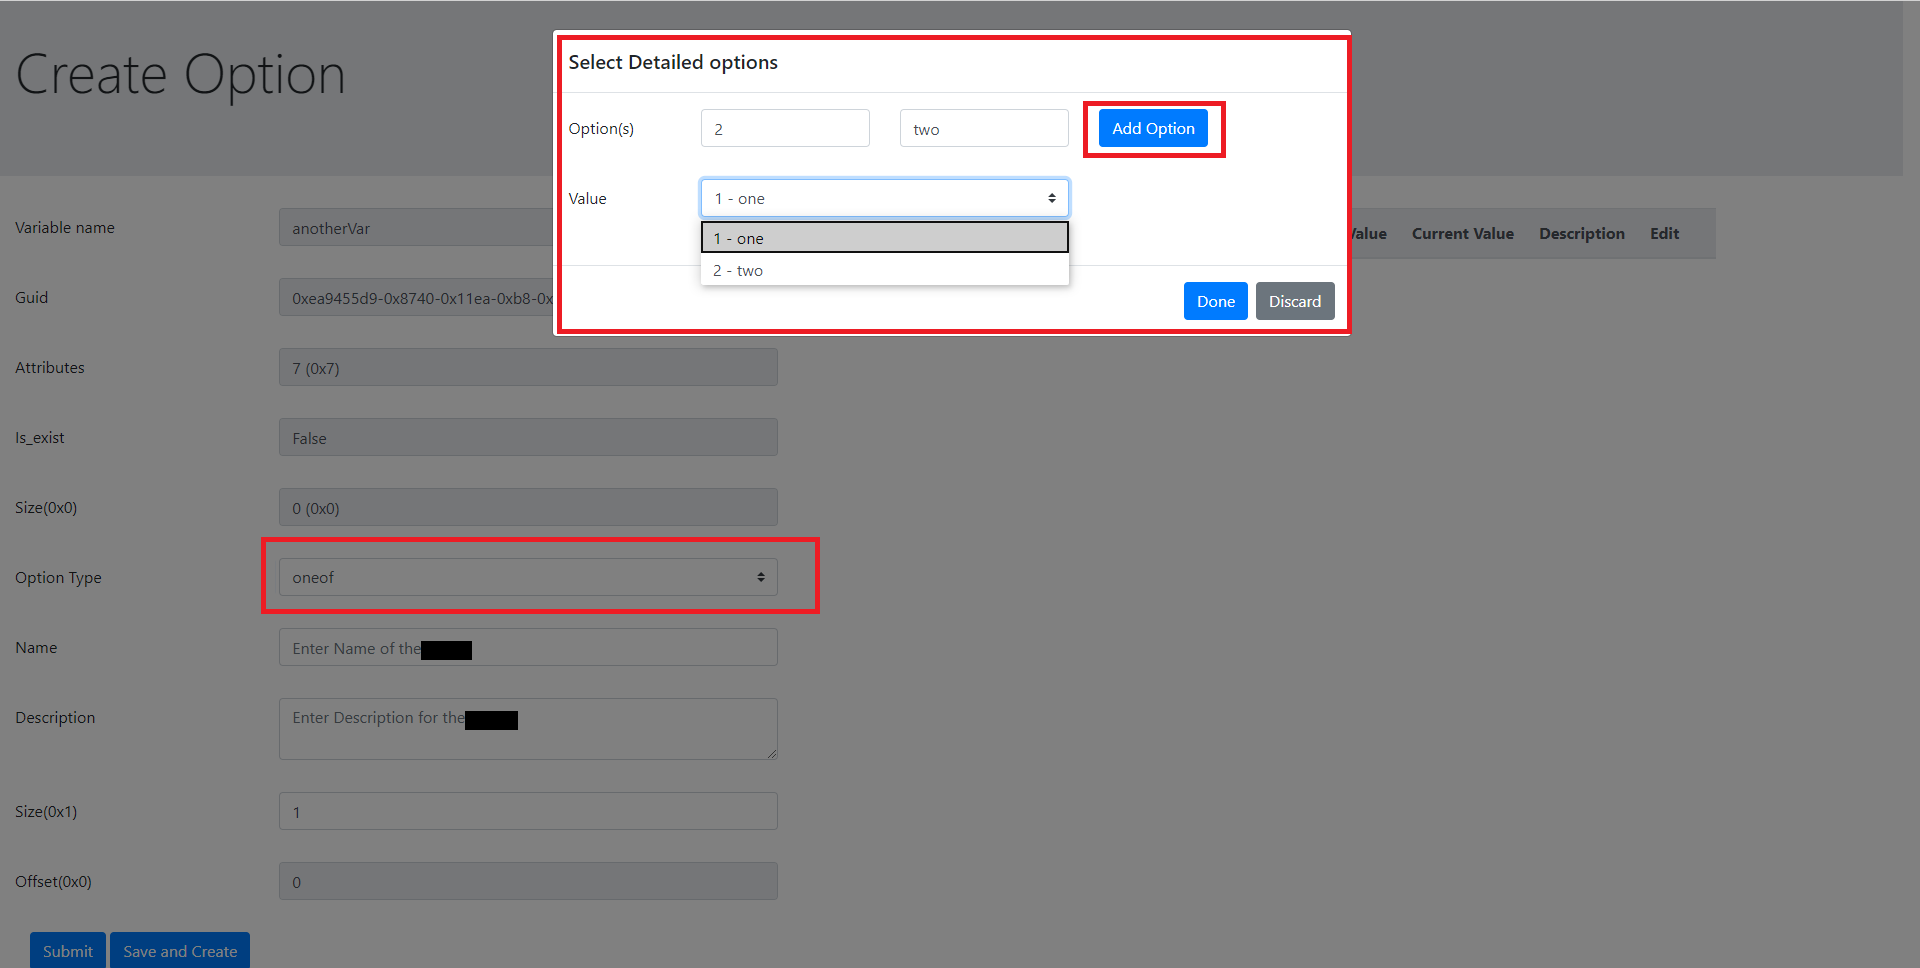 Create Option
Select Detailed options
Option(s) 2 two Add Option
Value 1 - one
1 - one
2 - two
Done Discard
Variable name anotherVar
Value Current Value Description Edit
Guid 0xea9455d9-0x8740-0x11ea-0xb8-0x
Attributes 7 (0x7)
Is_exist False
Size(0x0) 0 (0x0)
Option Type oneof
Name Enter Name of the
Description Enter Description for the
Size(0x1) 1
Offset(0x0) 0
Submit Save and Create